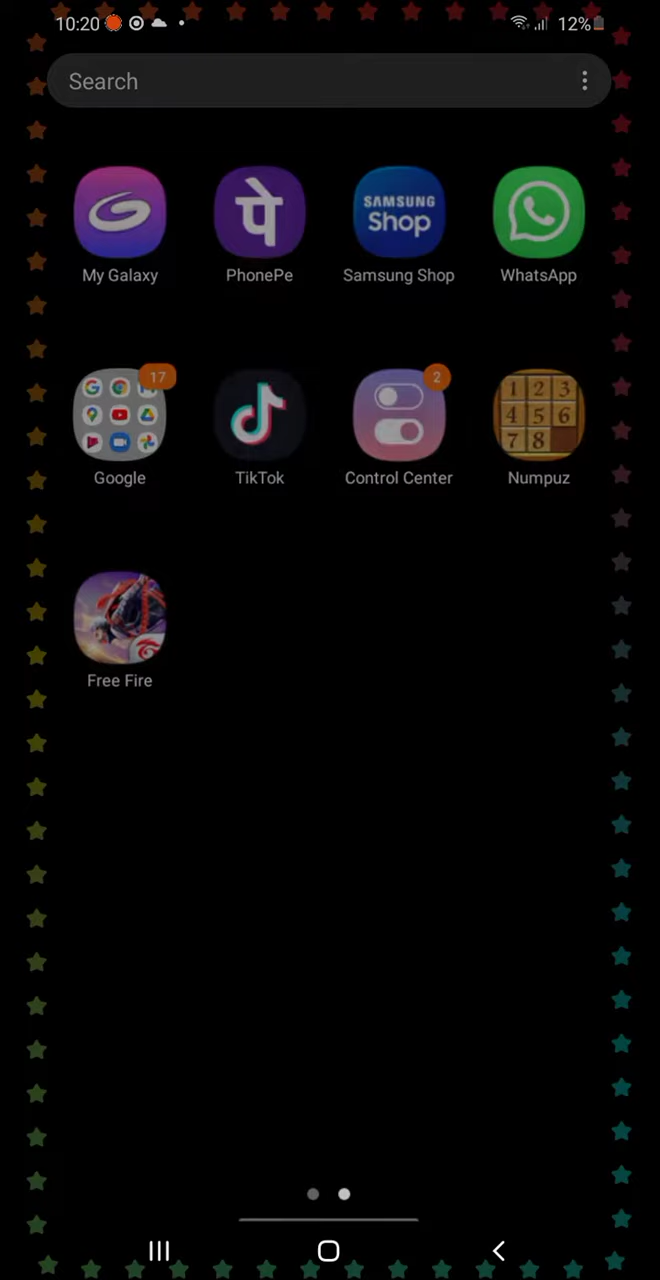 10:20 12%
Search
पे SAMSUNG
Shop
My Galaxy PhonePe Samsung Shop WhatsApp
17 2 1 2 3
4 5 6
7 8
Google TikTok Control Center Numpuz
Free Fire